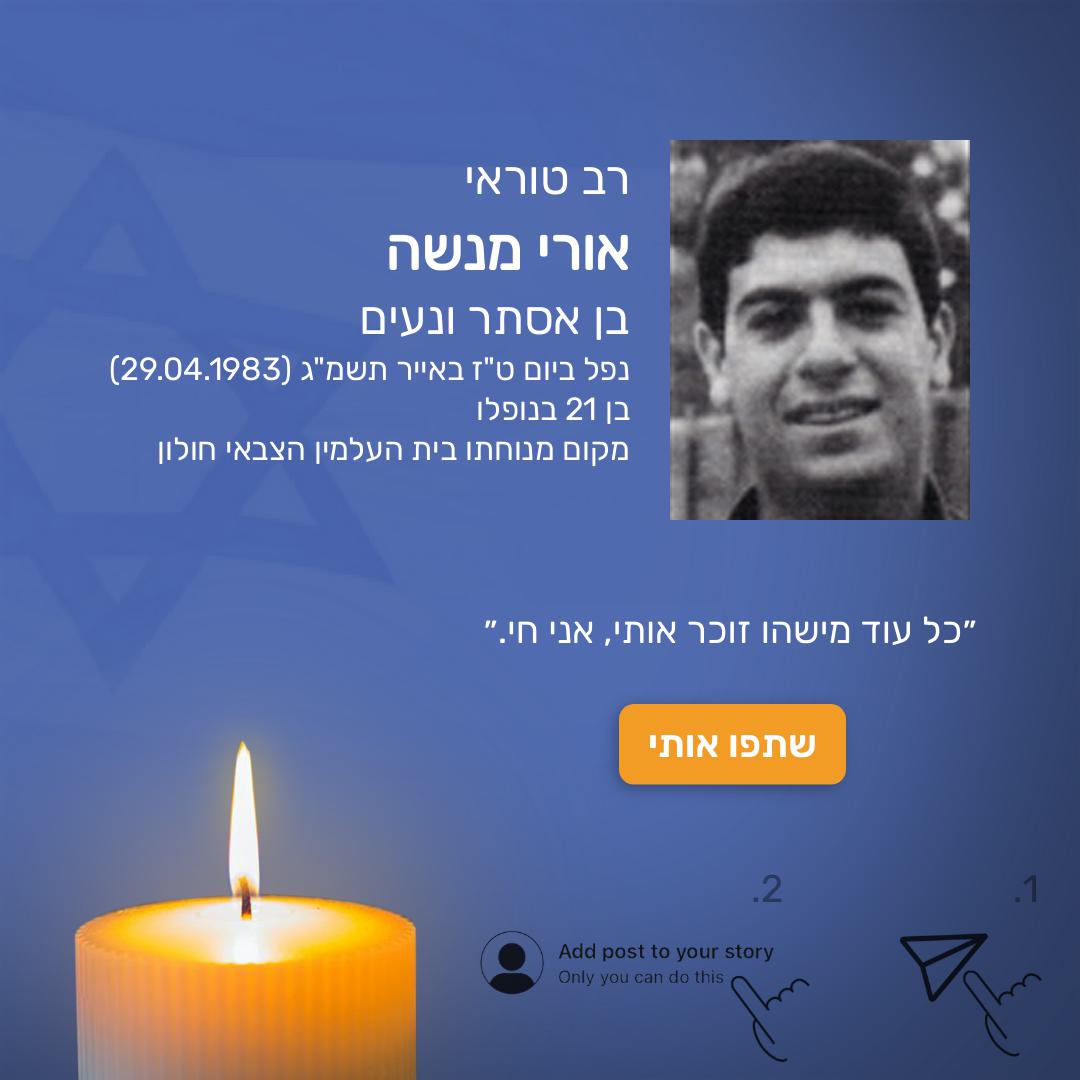 רב טוראי
אורי מנשה
בן אסתר ונעים
נפל ביום ט"ז באייר תשמ"ג (29.04.1983)
בן 21 בנופלו
מקום מנוחתו בית העלמין הצבאי חולון
״כל עוד מישהו זוכר אותי, אני חי.״
שתפו אותי
1.
2.
Add post to your story
Only you can do this